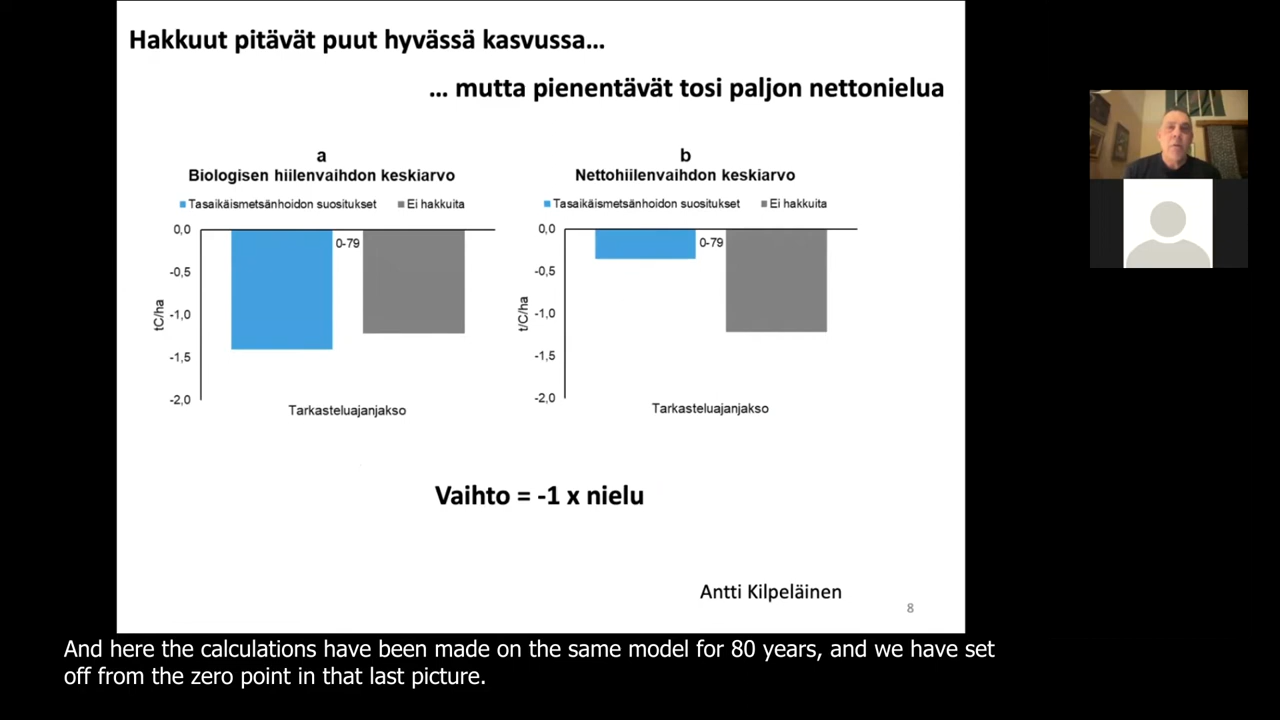 Hakkuut pitävät puut hyvässä kasvussa...
... mutta pienentävät tosi paljon nettonielua
a
Biologisen hiilenvaihdon keskiarvo
Tasaikäismetsänhoidon suositukset Ei hakkuita
0,0
-0,5
-1,0
-1,5
-2,0
tC/ha
0-79
Tarkasteluajanjakso
b
Nettohiilenvaihdon keskiarvo
Tasaikäismetsänhoidon suositukset Ei hakkuita
0,0
-0,5
-1,0
-1,5
-2,0
t/C/ha
0-79
Tarkasteluajanjakso
Vaihto = -1 x nielu
Antti Kilpeläinen
8
And here the calculations have been made on the same model for 80 years, and we have set
off from the zero point in that last picture.